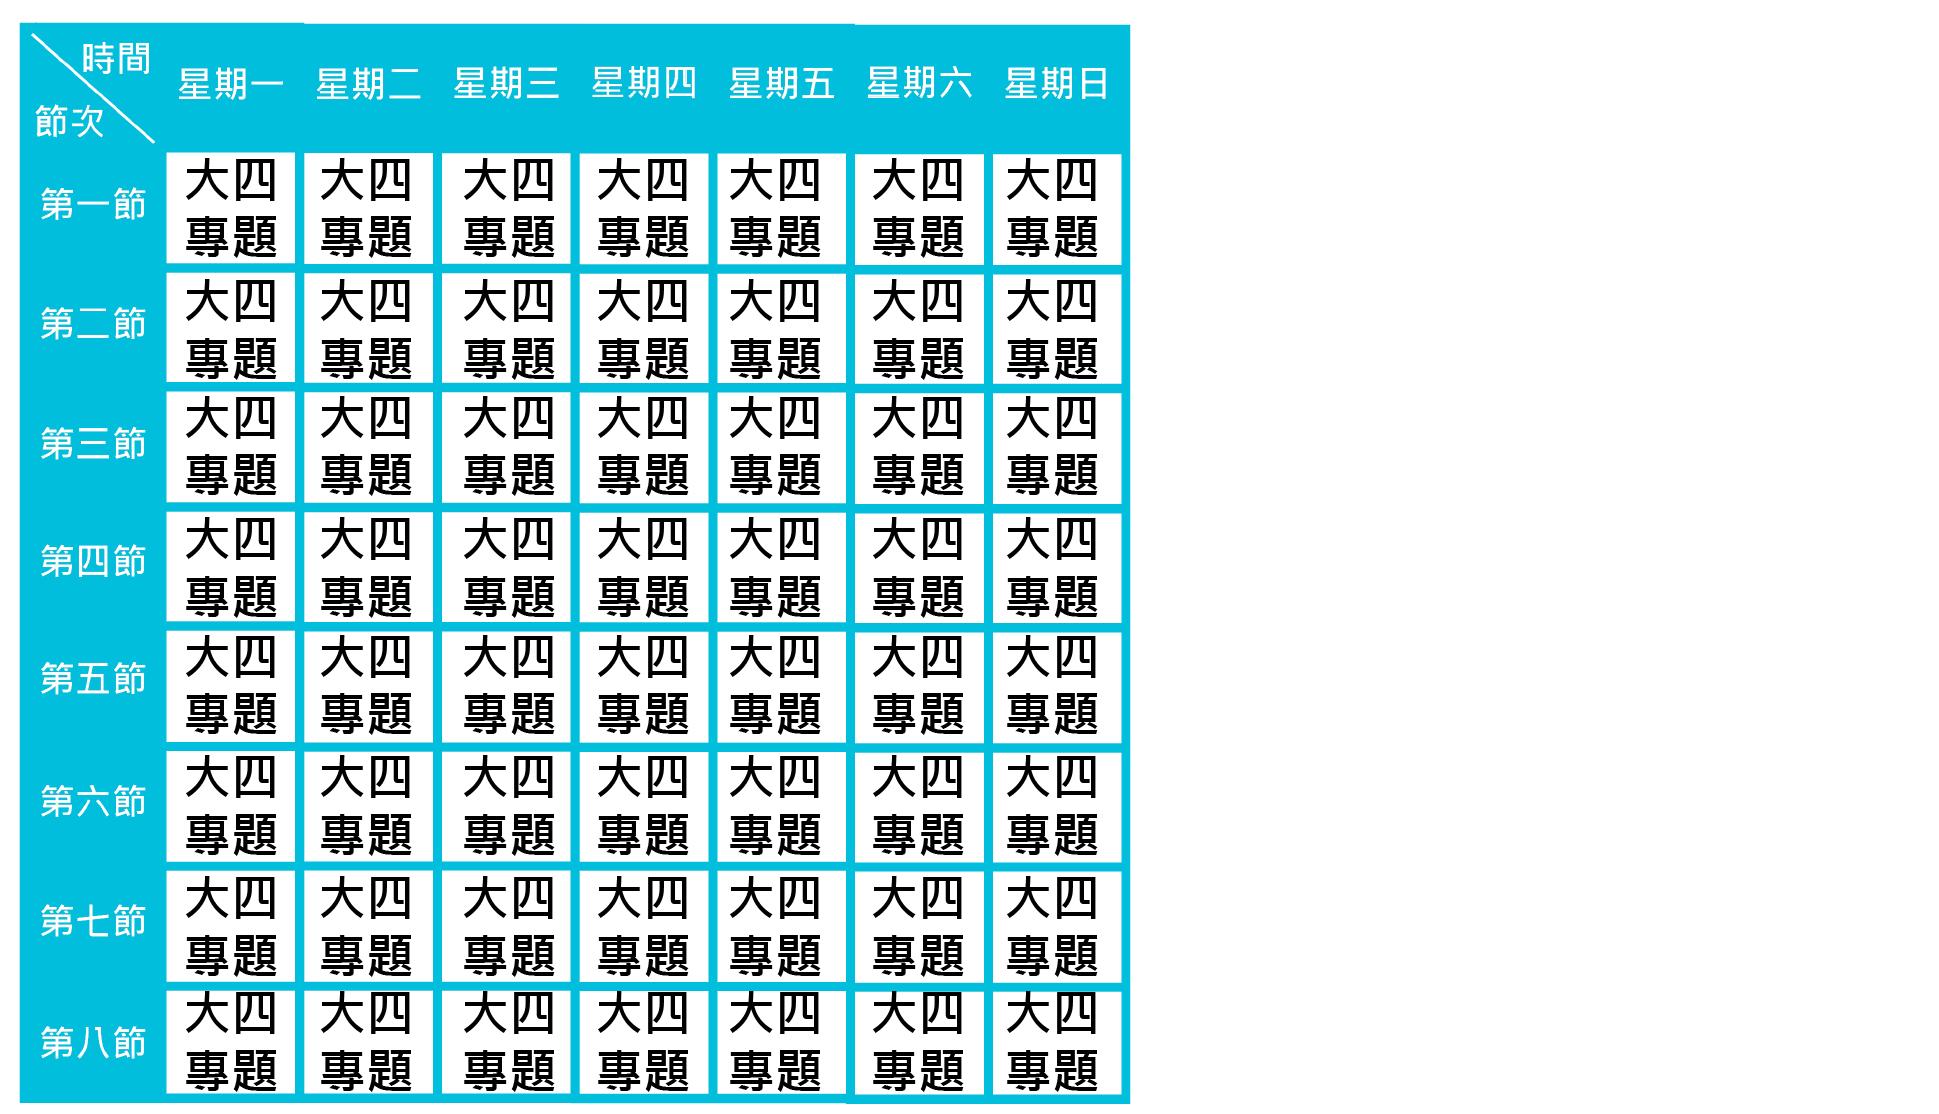 時間
節次
星期一 星期二 星期三 星期四 星期五 星期六 星期日
第一節
大四 大四 大四 大四 大四 大四 大四
專題 專題 專題 專題 專題 專題 專題
第二節
大四 大四 大四 大四 大四 大四 大四
專題 專題 專題 專題 專題 專題 專題
第三節
大四 大四 大四 大四 大四 大四 大四
專題 專題 專題 專題 專題 專題 專題
第四節
大四 大四 大四 大四 大四 大四 大四
專題 專題 專題 專題 專題 專題 專題
第五節
大四 大四 大四 大四 大四 大四 大四
專題 專題 專題 專題 專題 專題 專題
第六節
大四 大四 大四 大四 大四 大四 大四
專題 專題 專題 專題 專題 專題 專題
第七節
大四 大四 大四 大四 大四 大四 大四
專題 專題 專題 專題 專題 專題 專題
第八節
大四 大四 大四 大四 大四 大四 大四
專題 專題 專題 專題 專題 專題 專題